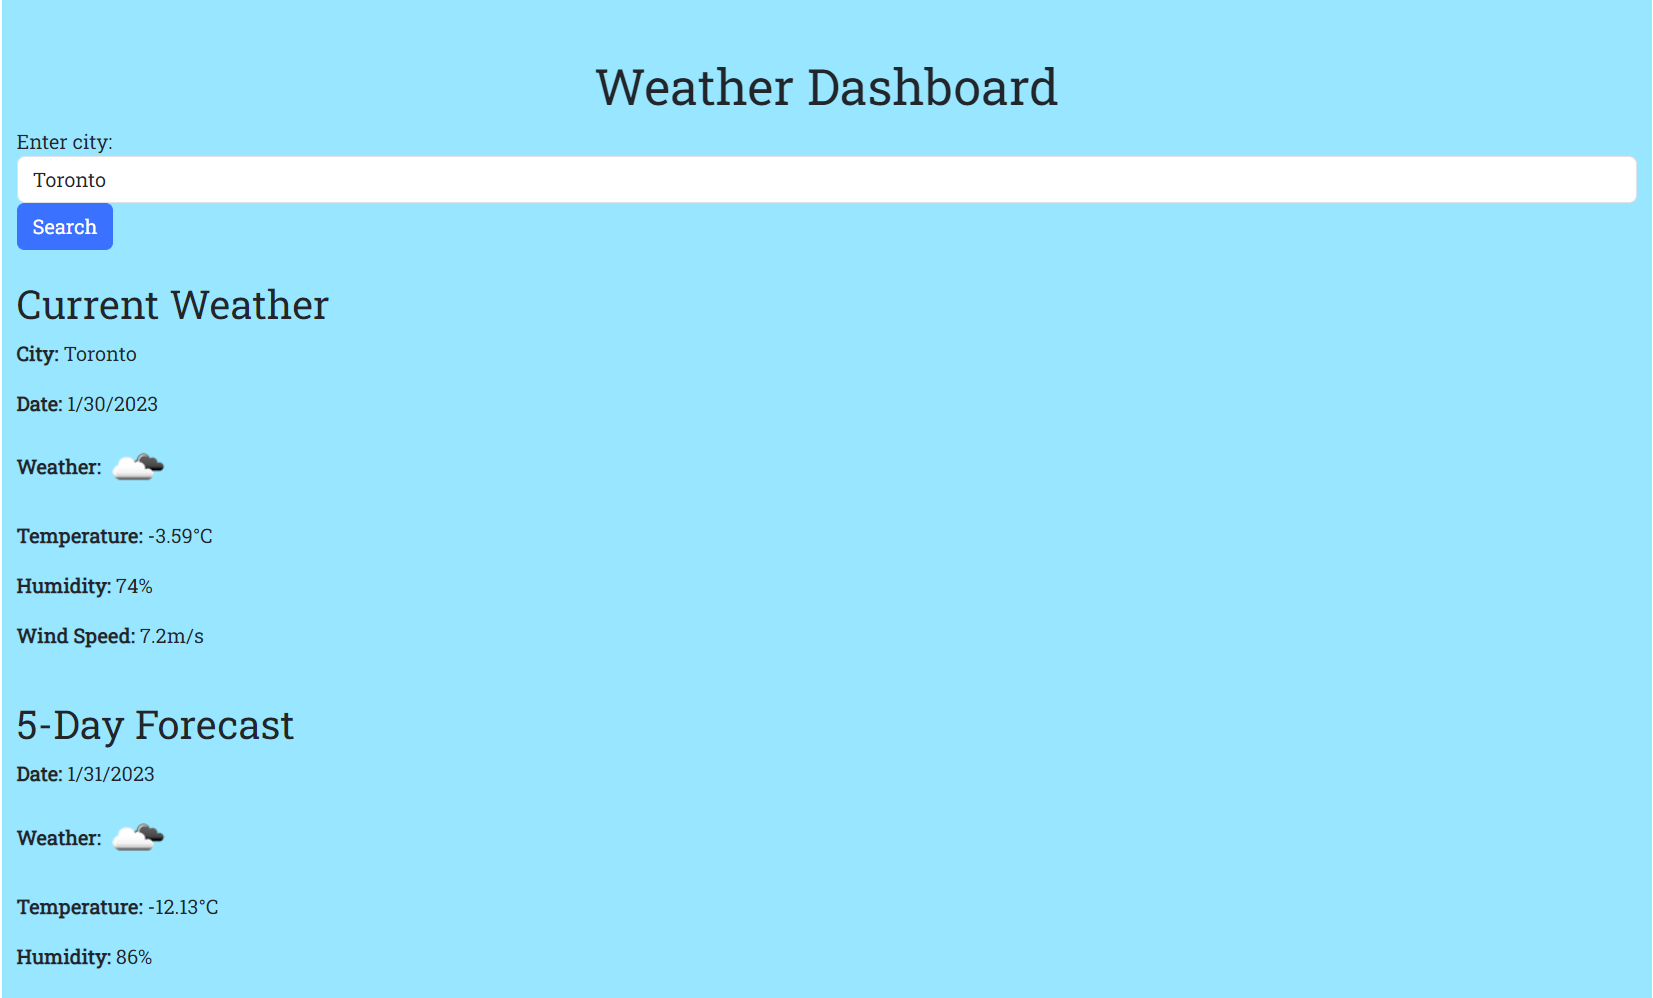 Weather Dashboard
Enter city:
Toronto
Search
Current Weather
City: Toronto
Date: 1/30/2023
Weather:
Temperature: -3.59°C
Humidity: 74%
Wind Speed: 7.2m/s
5-Day Forecast
Date: 1/31/2023
Weather:
Temperature: -12.13°C
Humidity: 86%